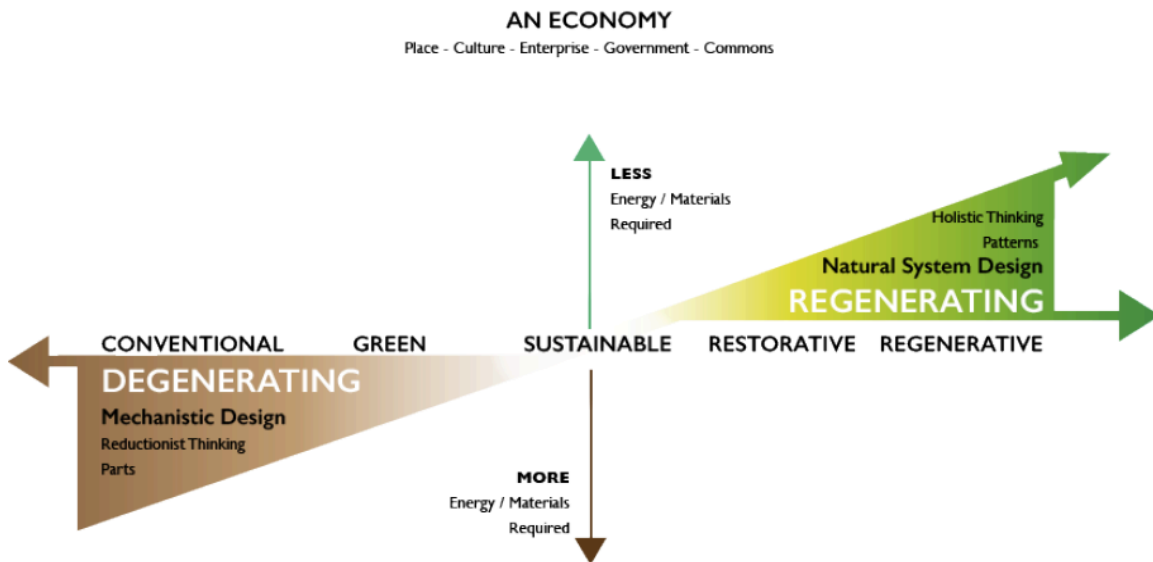 AN ECONOMY
Place - Culture - Enterprise - Government - Commons
LESS
Energy / Materials
Required
Holistic Thinking
Patterns
Natural System Design
REGENERATING
CONVENTIONAL GREEN SUSTAINABLE RESTORATIVE REGENERATIVE
DEGENERATING
Mechanistic Design
Reductionist Thinking
Parts
MORE
Energy / Materials
Required